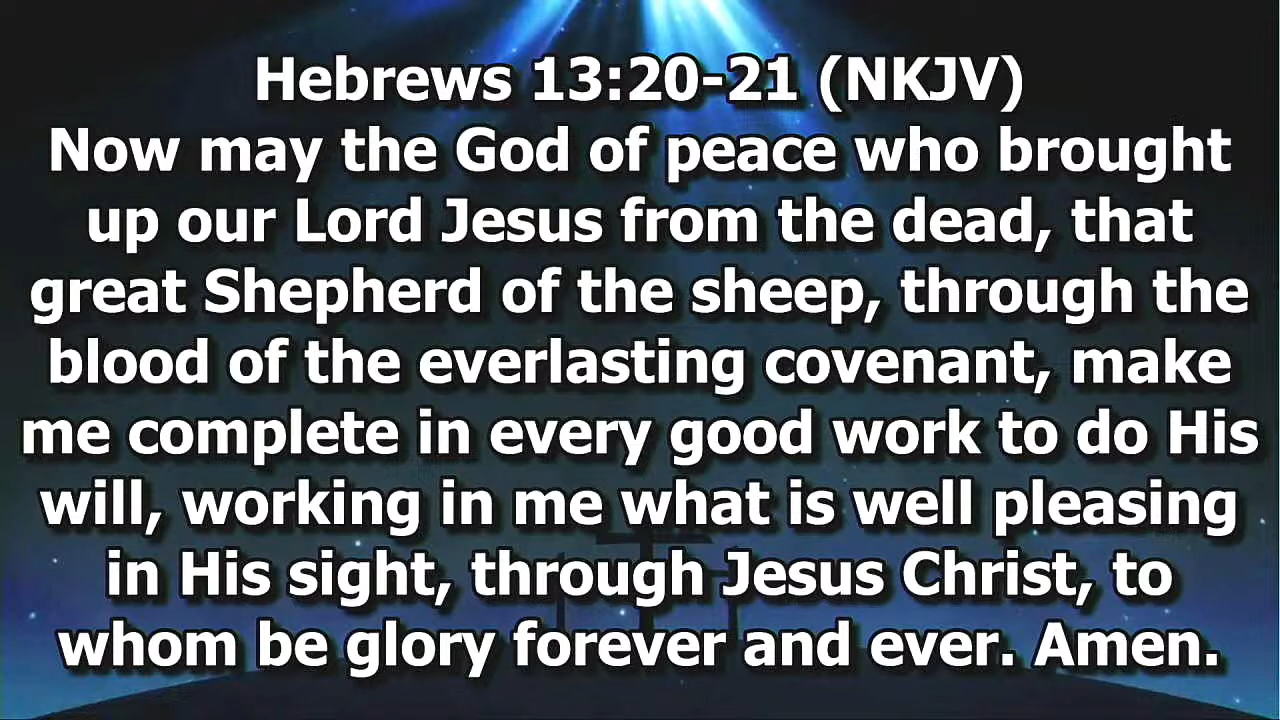 Hebrews 13:20-21 (NKJV)
Now may the God of peace who brought
up our Lord Jesus from the dead, that
great Shepherd of the sheep, through the
blood of the everlasting covenant, make
me complete in every good work to do His
will, working in me what is well pleasing
in His sight, through Jesus Christ, to
whom be glory forever and ever. Amen.